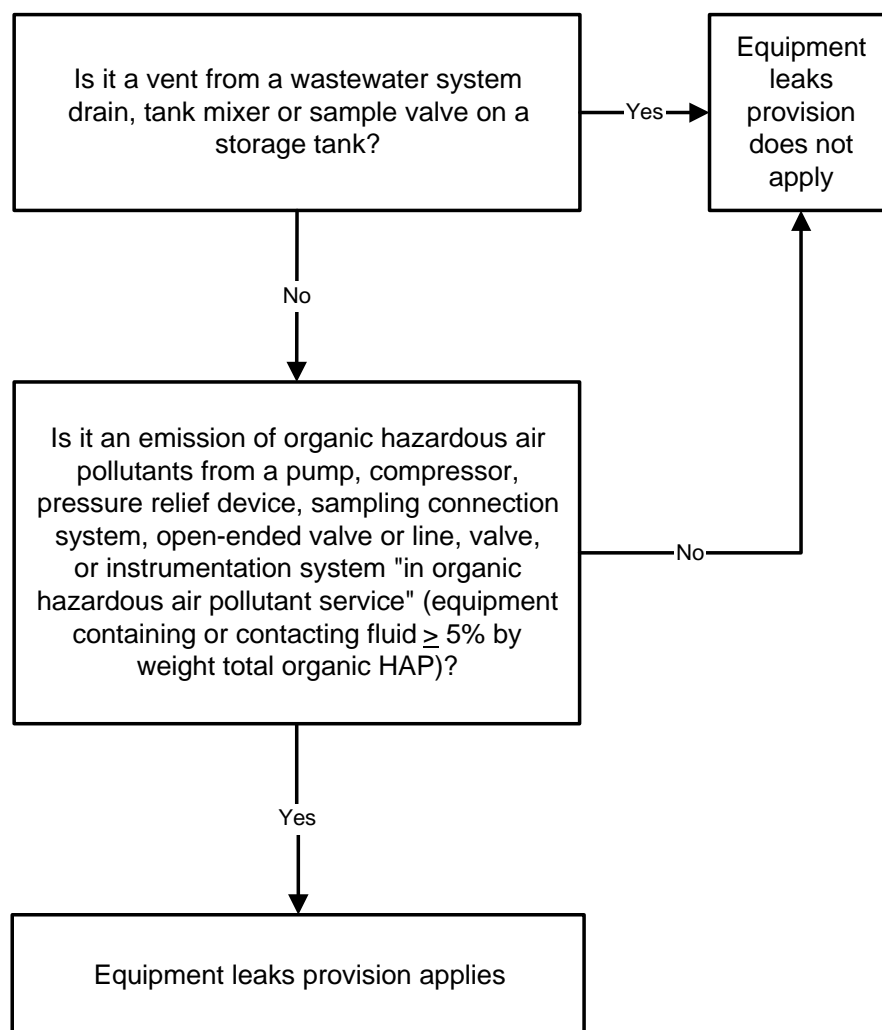 Is it a vent from a wastewater system
drain, tank mixer or sample valve on a
storage tank?
Yes
Equipment
leaks
provision
does not
apply
No
Is it an emission of organic hazardous air
pollutants from a pump, compressor,
pressure relief device, sampling connection
system, open-ended valve or line, valve,
or instrumentation system "in organic
hazardous air pollutant service" (equipment
containing or contacting fluid ≥ 5% by
weight total organic HAP)?
No
Yes
Equipment leaks provision applies